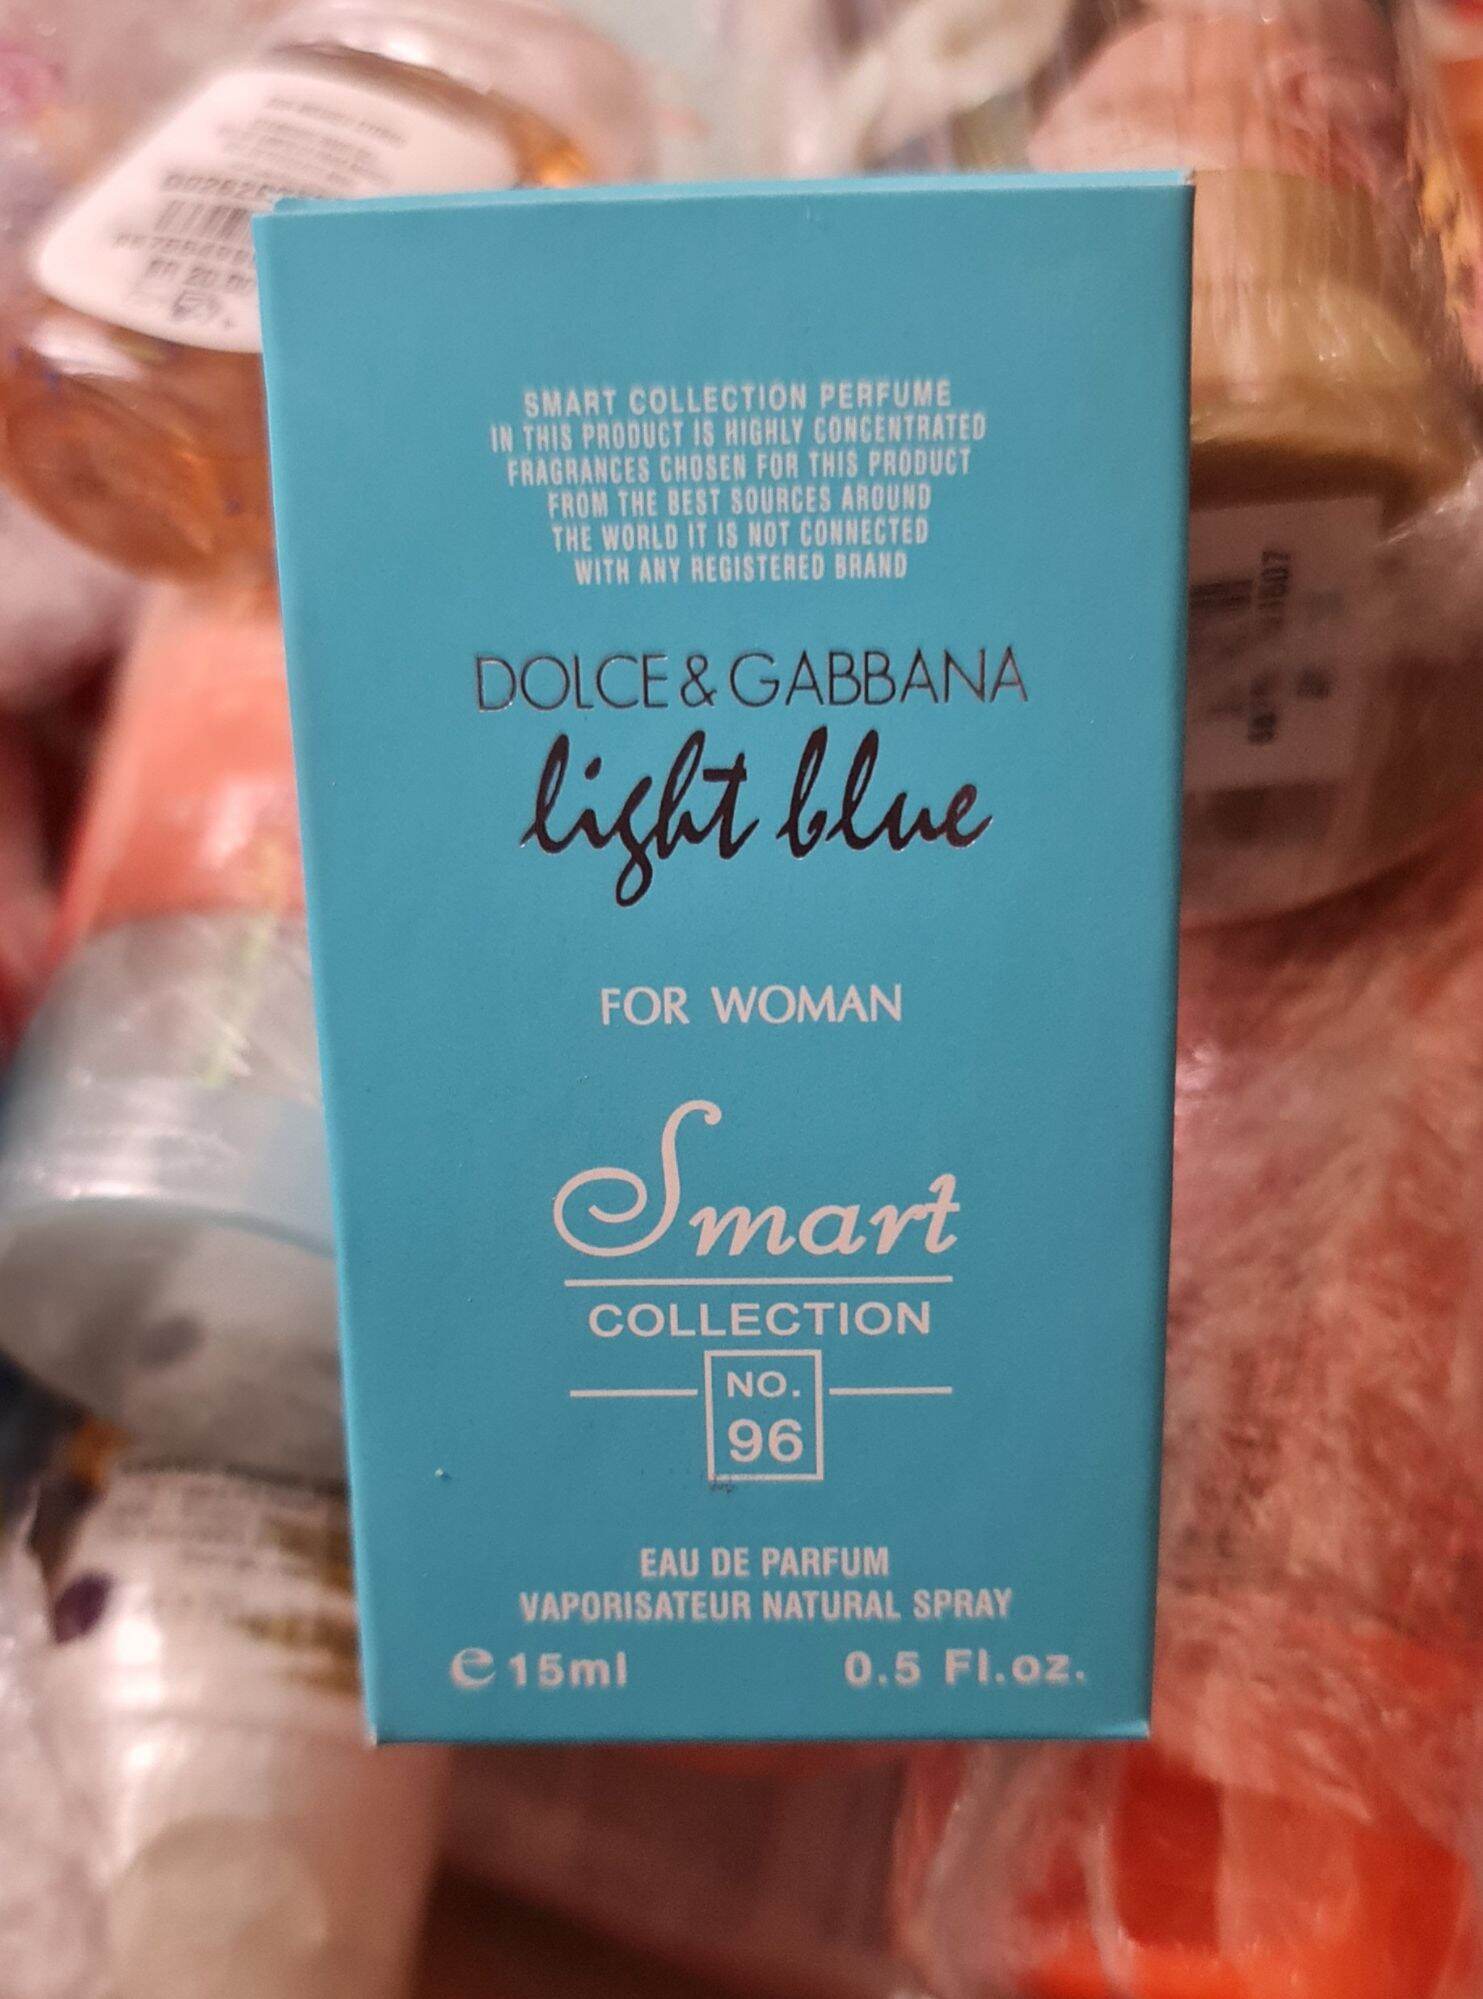 SMART COLLECTION PERFUME
IN THIS PRODUCT IS HIGHLY CONCENTRATED
FRAGRANCES CHOSEN FOR THIS PRODUCT
FROM THE BEST SOURCES AROUND
THE WORLD IT IS NOT CONNECTED
WITH ANY REGISTERED BRAND
DOLCE & GABBANA
light blue
FOR WOMAN
Smart
COLLECTION
NO.
96
EAU DE PARFUM
VAPORISATEUR NATURAL SPRAY
e 15ml 0.5 Fl.oz.